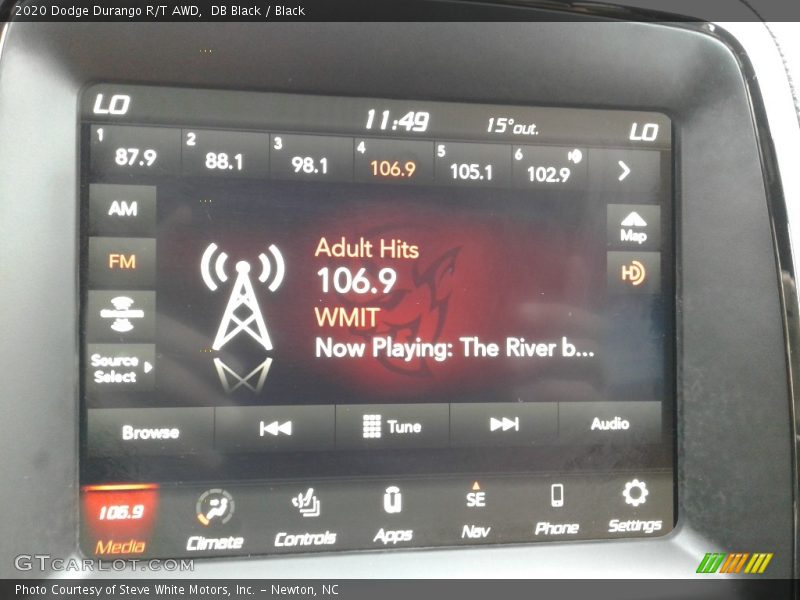 2020 Dodge Durango R/T AWD, DB Black / Black
LO 11:49 15°out. LO
1 87.9 2 88.1 3 98.1 4 106.9 5 105.1 6 102.9
AM
Map
FM
HD
Adult Hits
106.9
WMIT
Now Playing: The River b...
Source
Select
Browse Tune Audio
106.9 SE
Media Climate Controls Apps Nav Phone Settings
GTCARLOT.COM
Photo Courtesy of Steve White Motors, Inc. – Newton, NC